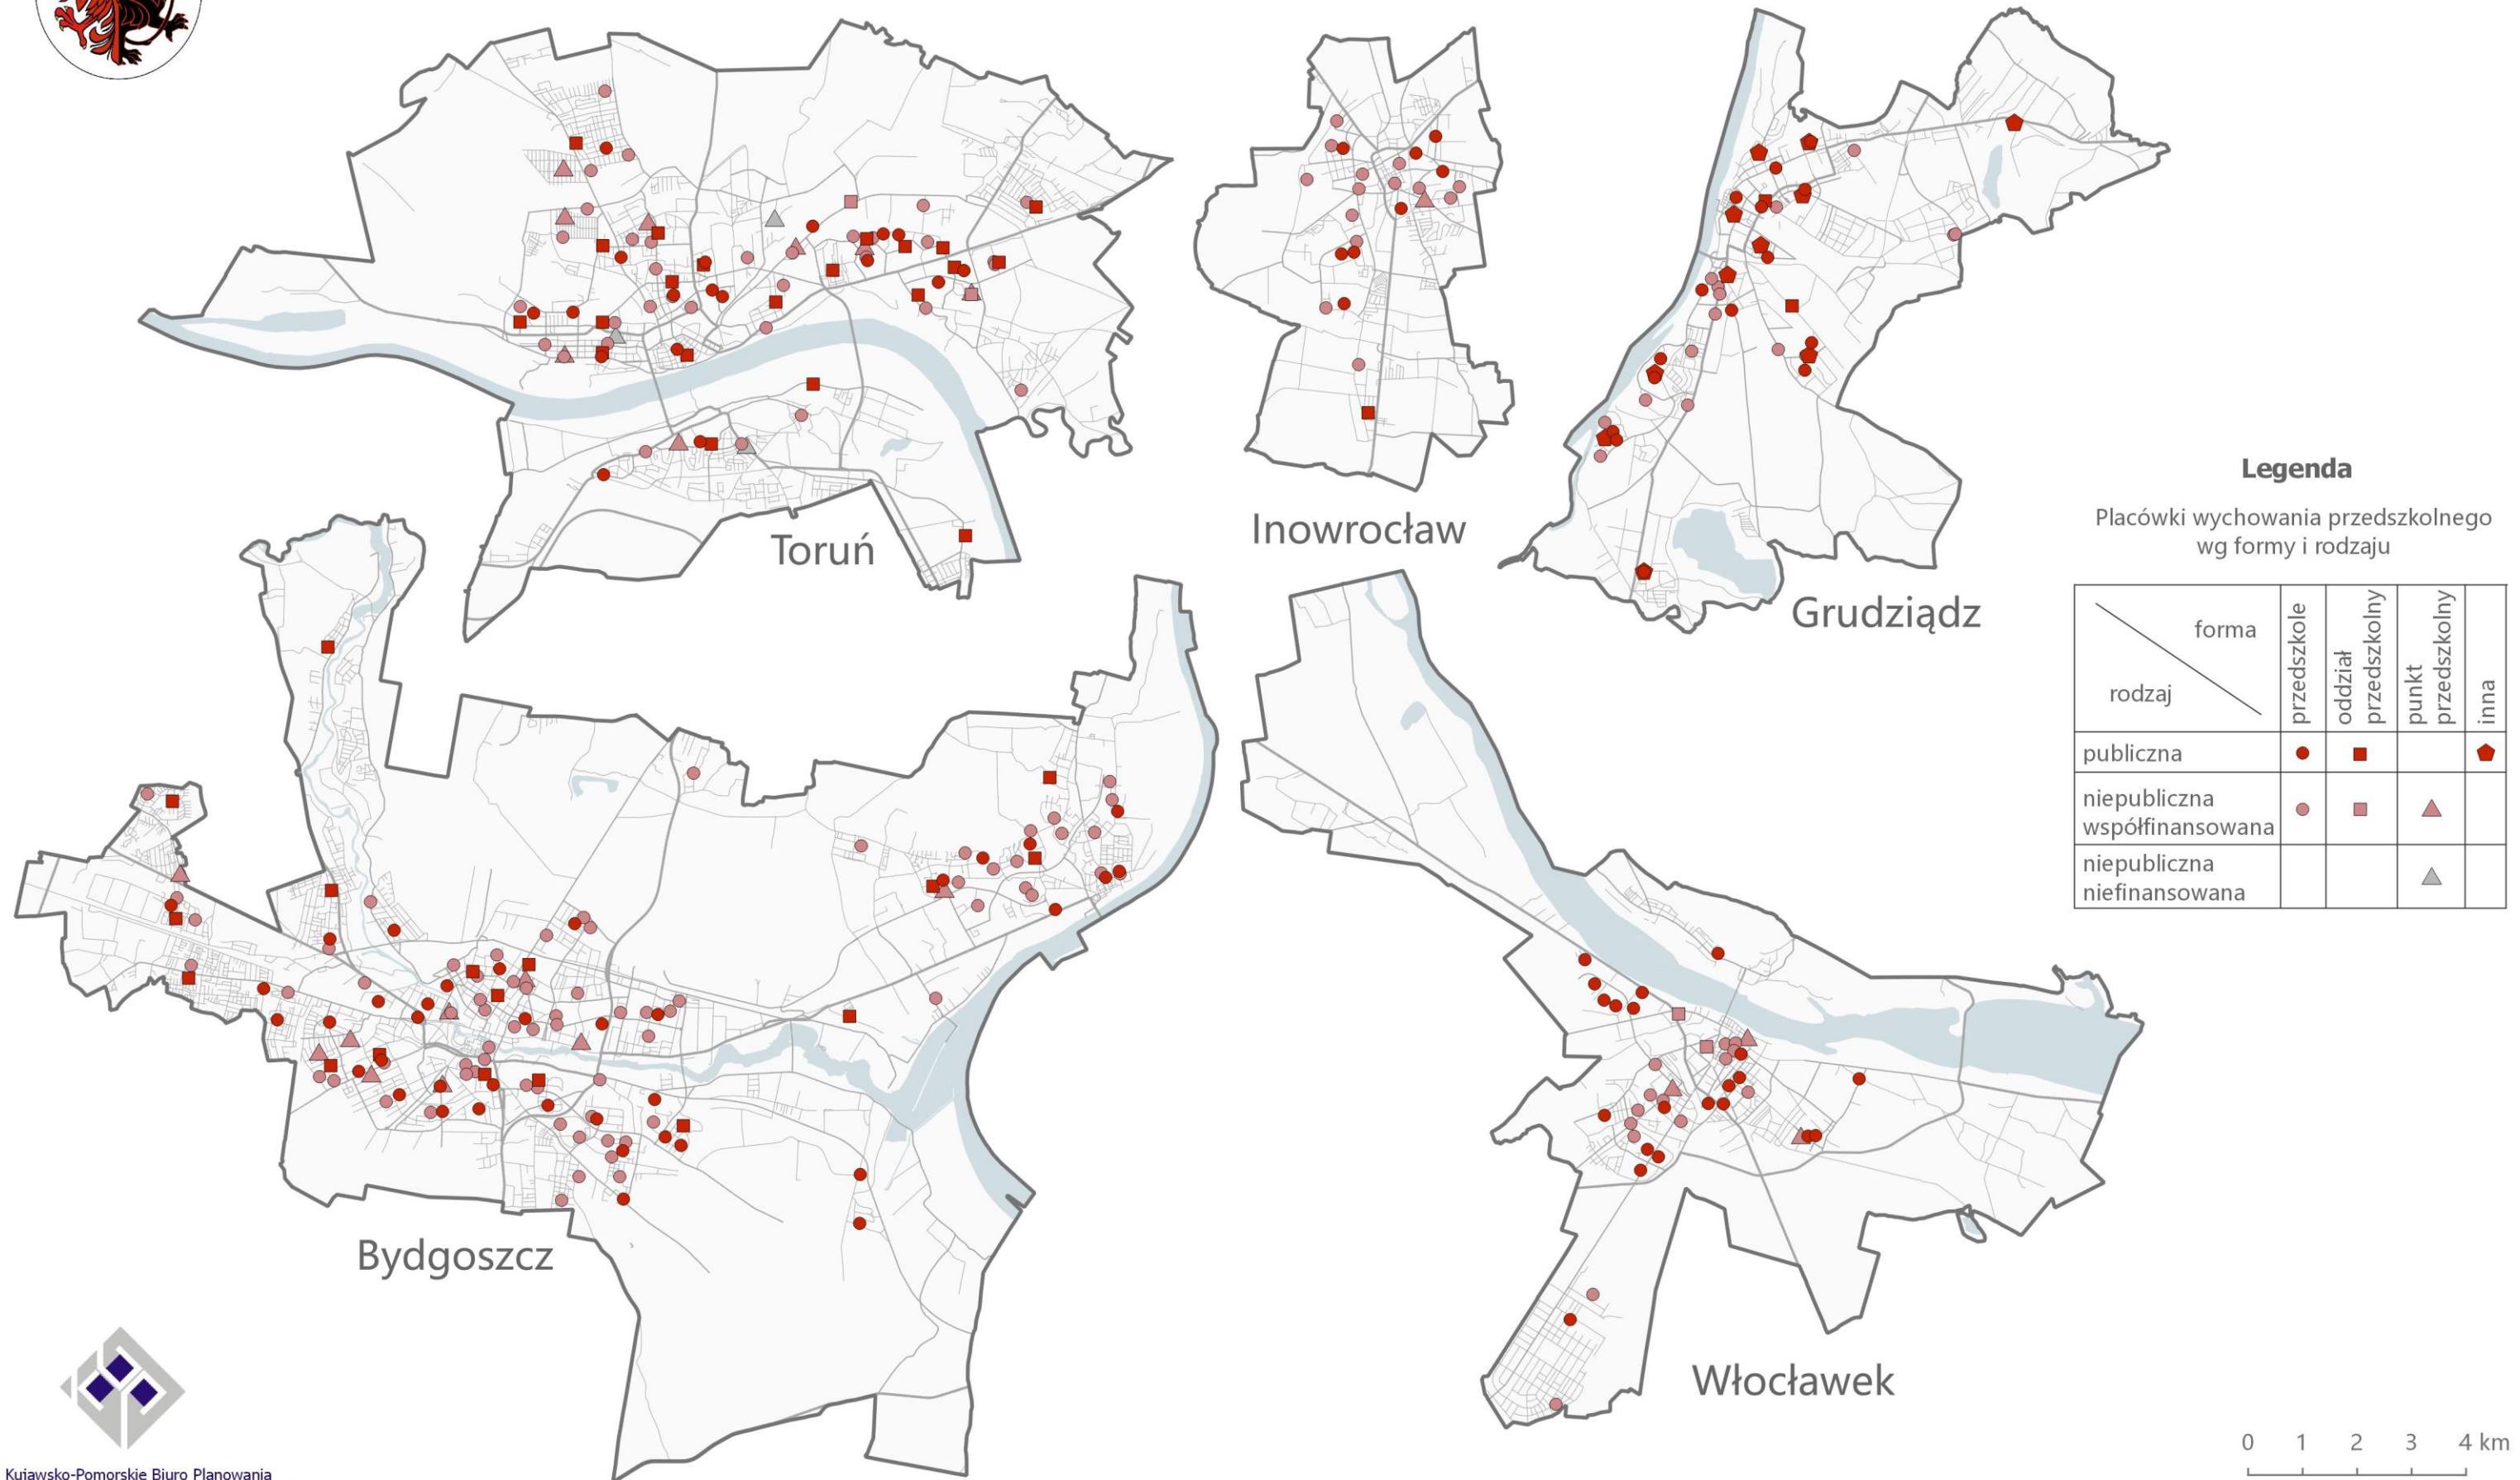 Toruń
Inowrocław
Grudziądz
Bydgoszcz
Włocławek
Legenda
Placówki wychowania przedszkolnego
wg formy i rodzaju
forma
rodzaj
przedszkole
oddział
przedszkolny
punkt
przedszkolny
inna
publiczna
niepubliczna
współfinansowana
niepubliczna
niefinansowana
0 1 2 3 4 km
Kujawsko-Pomorskie Biuro Planowania